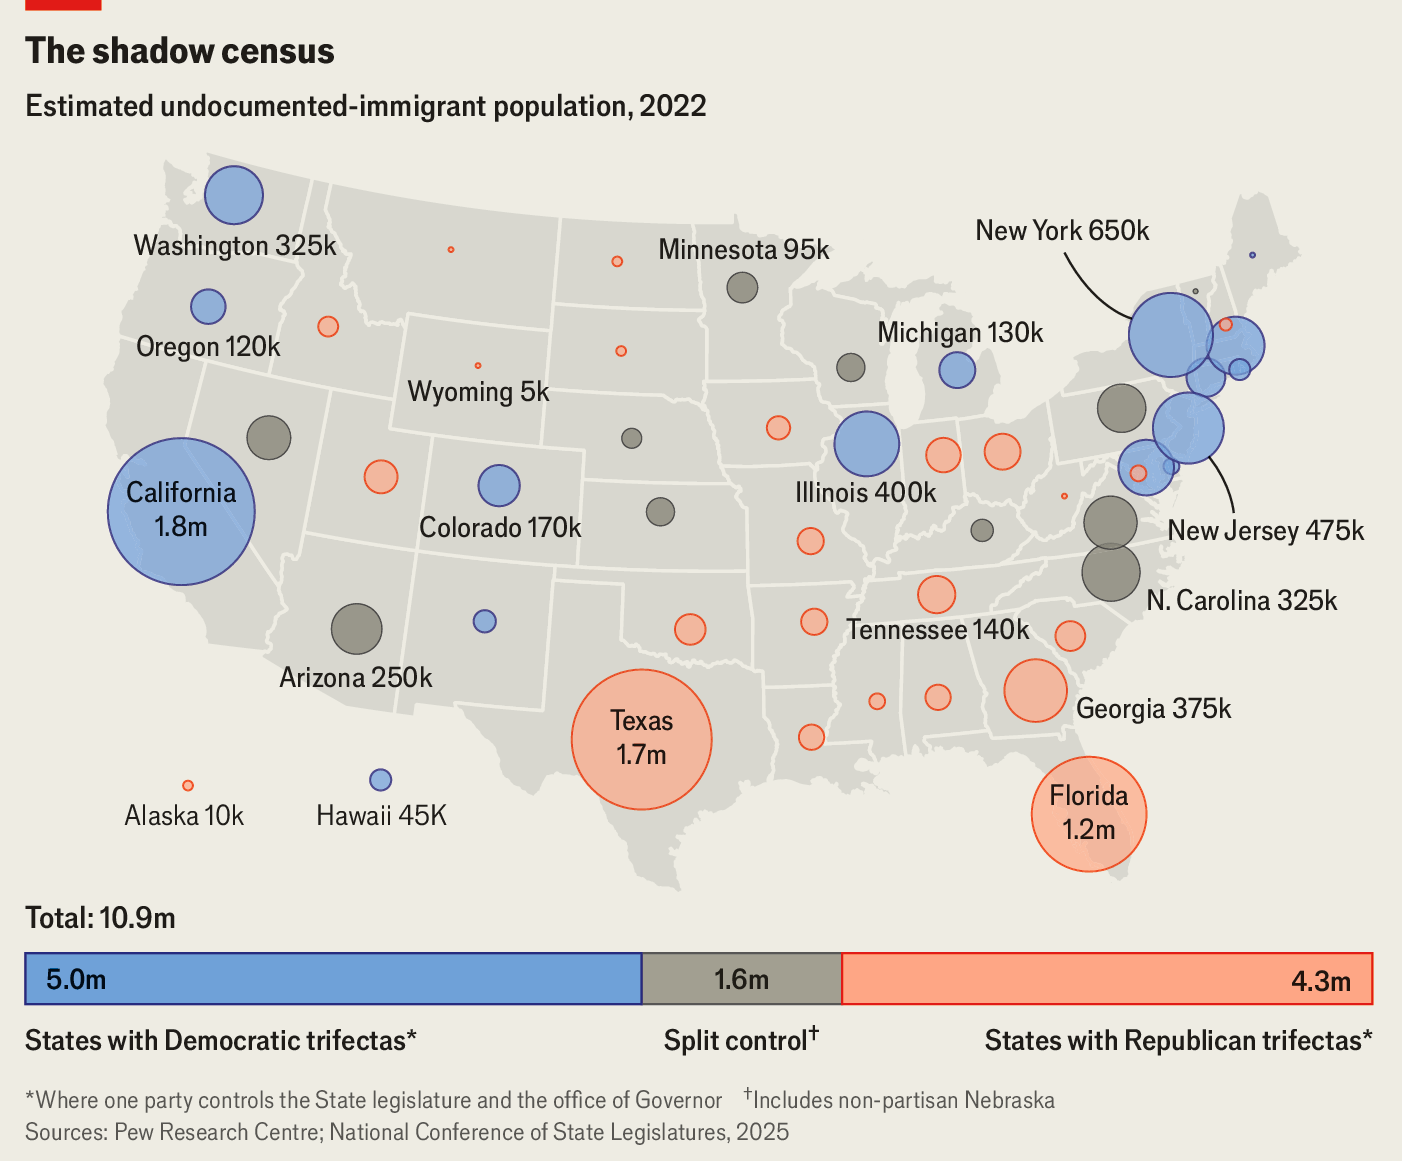 The shadow census
Estimated undocumented-immigrant population, 2022
New York 650k
Washington 325k
Minnesota 95k
Michigan 130k
Oregon 120k
Wyoming 5k
California
1.8m
Illinois 400k
Colorado 170k
New Jersey 475k
N. Carolina 325k
Tennessee 140k
Arizona 250k
Georgia 375k
Texas
1.7m
Florida
1.2m
Alaska 10k
Hawaii 45K
Total: 10.9m
5.0m
1.6m
4.3m
States with Democratic trifectas*
Split control†
States with Republican trifectas*
*Where one party controls the State legislature and the office of Governor †Includes non-partisan Nebraska
Sources: Pew Research Centre; National Conference of State Legislatures, 2025